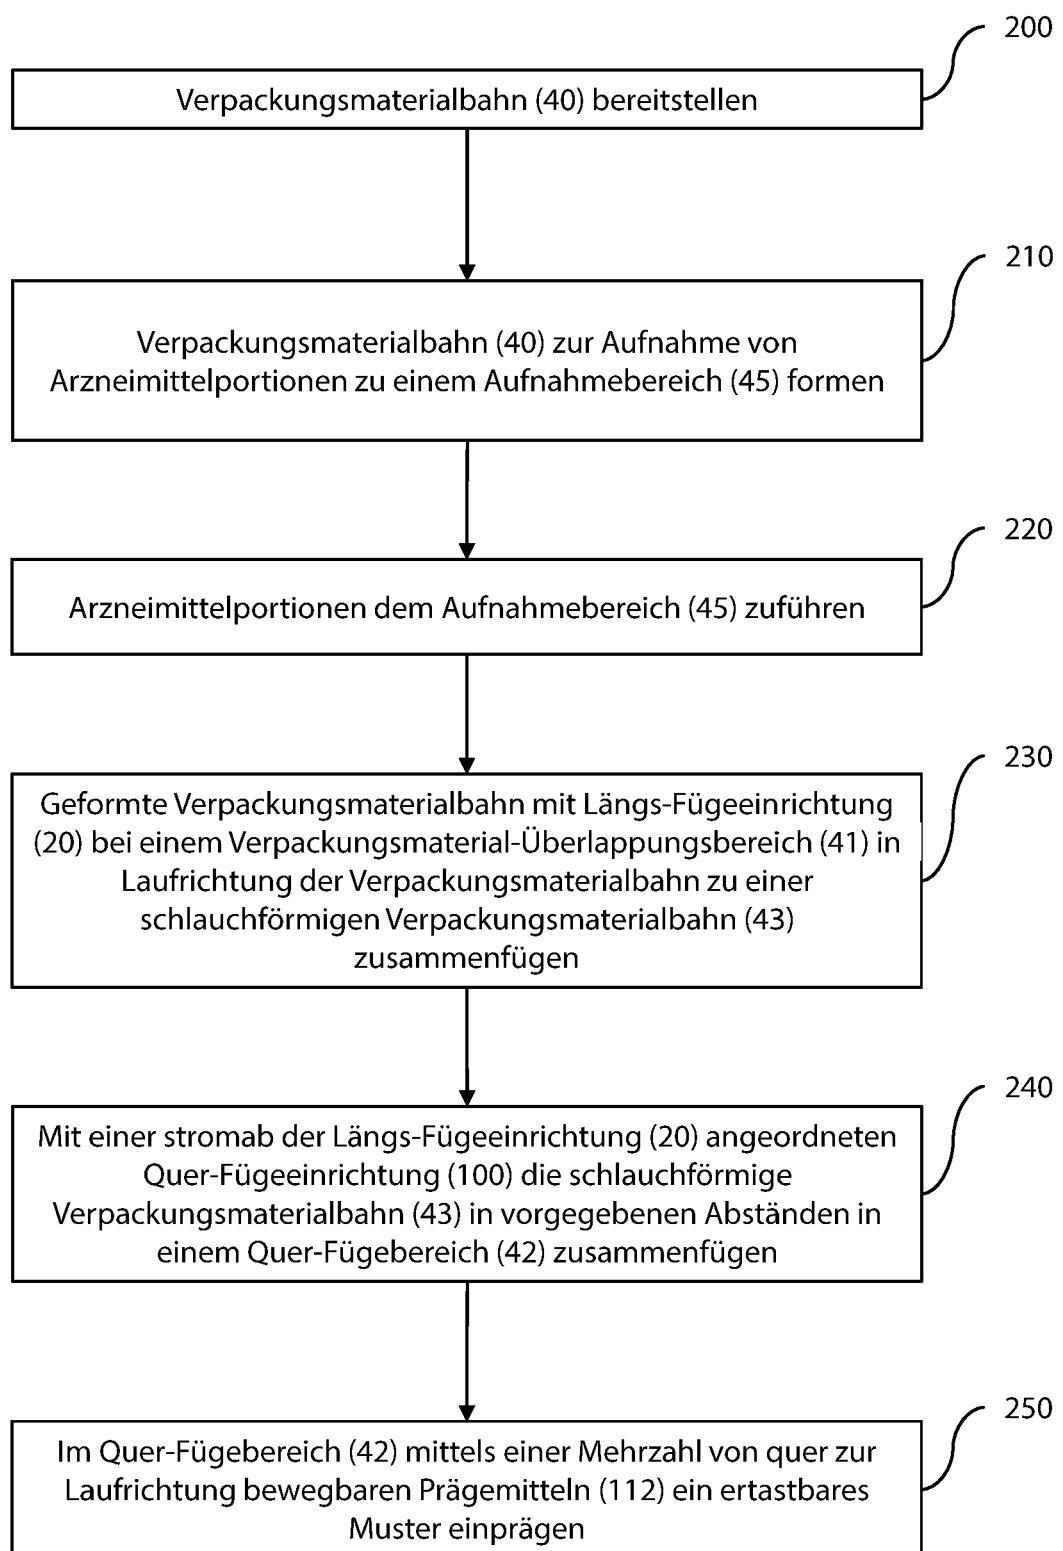 200
Verpackungsmaterialbahn (40) bereitstellen
210
Verpackungsmaterialbahn (40) zur Aufnahme von
Arzneimittelportionen zu einem Aufnahmebereich (45) formen
220
Arzneimittelportionen dem Aufnahmebereich (45) zuführen
230
Geformte Verpackungsmaterialbahn mit Längs-Fügeeinrichtung
(20) bei einem Verpackungsmaterial-Überlappungsbereich (41) in
Laufrichtung der Verpackungsmaterialbahn zu einer
schlauchförmigen Verpackungsmaterialbahn (43)
zusammenfügen
240
Mit einer stromab der Längs-Fügeeinrichtung (20) angeordneten
Quer-Fügeeinrichtung (100) die schlauchförmige
Verpackungsmaterialbahn (43) in vorgegebenen Abständen in
einem Quer-Fügebereich (42) zusammenfügen
250
Im Quer-Fügebereich (42) mittels einer Mehrzahl von quer zur
Laufrichtung bewegbaren Prägemitteln (112) ein ertastbares
Muster einprägen